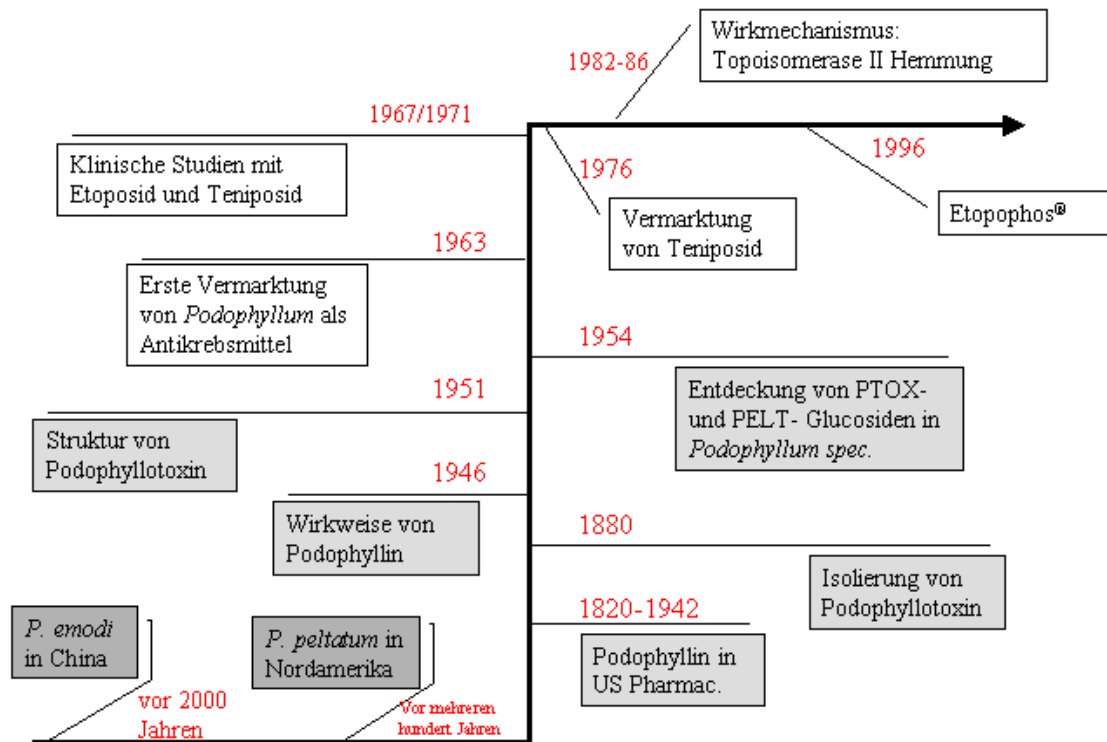 1982-86
Wirkmechanismus:
Topoisomerase II Hemmung
1967/1971
Klinische Studien mit
Etoposid und Teniposid
1976
Vermarktung
von Teniposid
1996
Etopophos®
1963
Erste Vermarktung
von Podophyllum als
Antikrebsmittel
1954
Entdeckung von PTOX-
und PELT- Glucosiden in
Podophyllum spec.
1951
Struktur von
Podophyllotoxin
1946
Wirkweise von
Podophyllin
1880
Isolierung von
Podophyllotoxin
1820-1942
Podophyllin in
US Pharmac.
P. emodi
in China
vor 2000
Jahren
P. peltatum in
Nordamerika
Vor mehreren
hundert Jahren